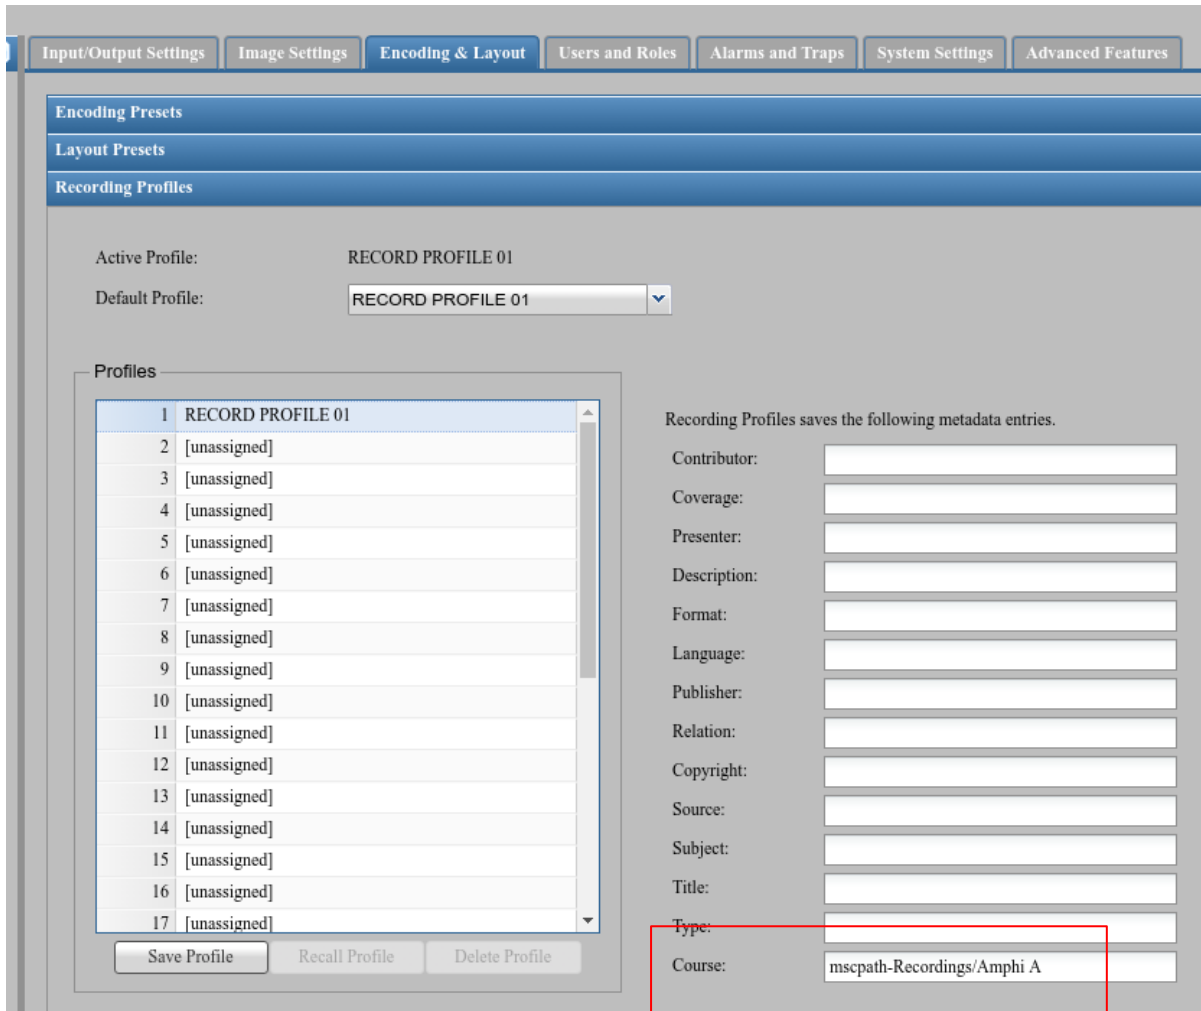 Input/Output Settings
Image Settings
Encoding & Layout
Users and Roles
Alarms and Traps
System Settings
Advanced Features
Encoding Presets
Layout Presets
Recording Profiles
Active Profile: RECORD PROFILE 01
Default Profile: RECORD PROFILE 01
Profiles
1 RECORD PROFILE 01
2 [unassigned]
3 [unassigned]
4 [unassigned]
5 [unassigned]
6 [unassigned]
7 [unassigned]
8 [unassigned]
9 [unassigned]
10 [unassigned]
11 [unassigned]
12 [unassigned]
13 [unassigned]
14 [unassigned]
15 [unassigned]
16 [unassigned]
17 [unassigned]
Save Profile
Recall Profile
Delete Profile
Recording Profiles saves the following metadata entries.
Contributor:
Coverage:
Presenter:
Description:
Format:
Language:
Publisher:
Relation:
Copyright:
Source:
Subject:
Title:
Type:
Course: mscpath-Recordings/Amphi A